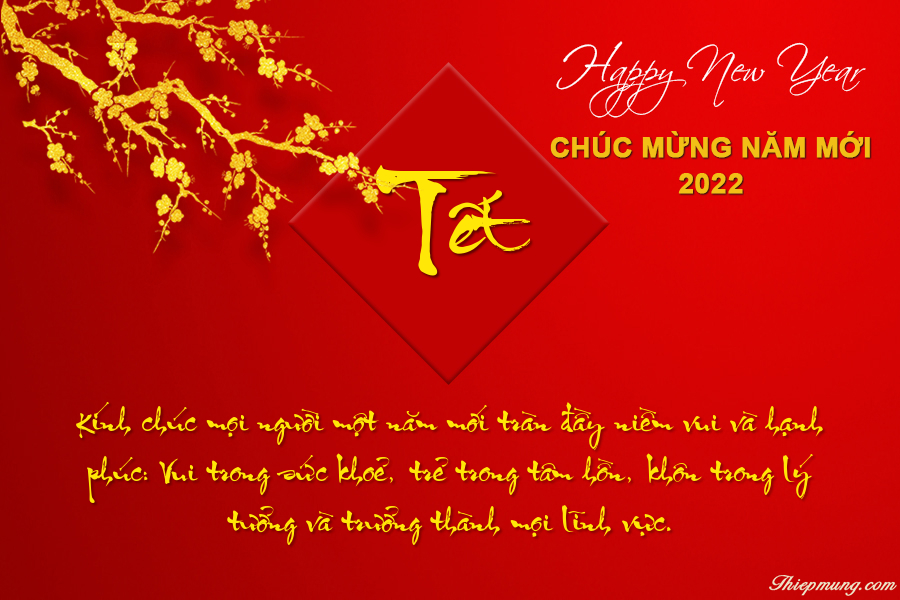 Happy New Year
CHÚC MỪNG NĂM MỚI
2022
Tết
Kính chúc mọi người một năm mới tràn đầy niềm vui và hạnh
phúc: Vui trong sức khoẻ, trẻ trong tâm hồn, khôn trong lý
tưởng và trưởng thành mọi lĩnh vực.
Thiepmung.com